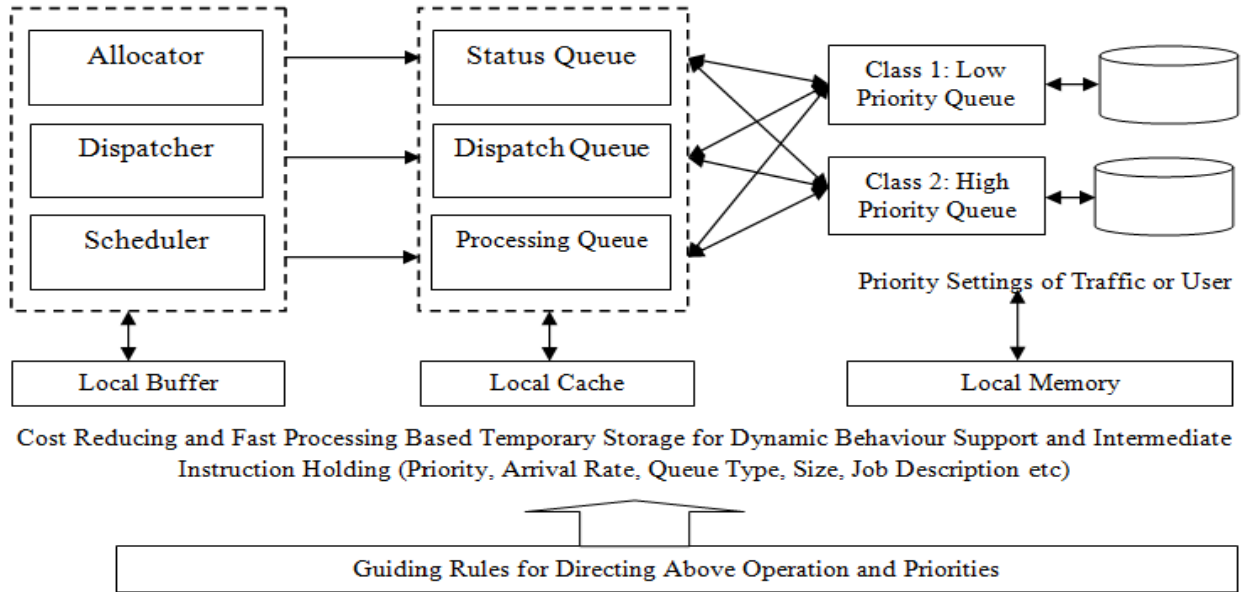 Allocator
Dispatcher
Scheduler
Status Queue
Dispatch Queue
Processing Queue
Class 1: Low
Priority Queue
Class 2: High
Priority Queue
Priority Settings of Traffic or User
Local Buffer
Local Cache
Local Memory
Cost Reducing and Fast Processing Based Temporary Storage for Dynamic Behaviour Support and Intermediate
Instruction Holding (Priority, Arrival Rate, Queue Type, Size, Job Description etc)
Guiding Rules for Directing Above Operation and Priorities